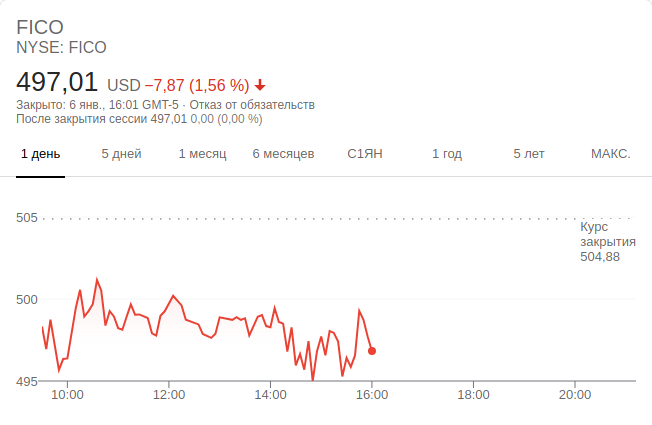 FICO
NYSE: FICO
497,01 USD −7,87 (1,56 %)
Закрыто: 6 янв., 16:01 GMT-5 · Отказ от обязательств
После закрытия сессии 497,01 0,00 (0,00 %)
1 день 5 дней 1 месяц 6 месяцев С1ЯН 1 год 5 лет МАКС.
505
Курс
закрытия
504,88
500
495
10:00 12:00 14:00 16:00 18:00 20:00